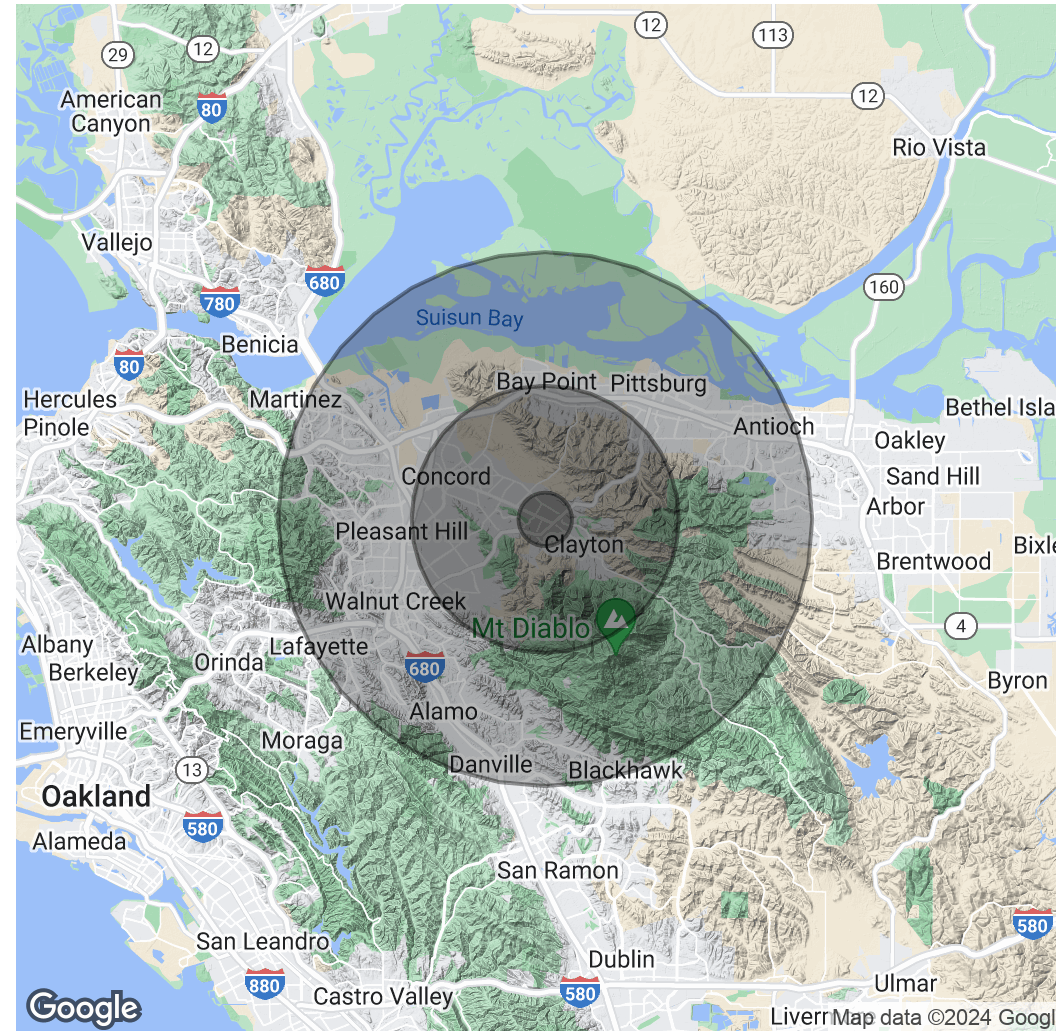 12
113
29
12
80
American
Canyon
12
Rio Vista
Vallejo
680
160
780
Suisun Bay
Benicia
80
Bay Point
Pittsburg
Hercules
Martinez
Bethel Isla
Pinole
Antioch
Oakley
Concord
Sand Hill
Arbor
Pleasant Hill
Clayton
Bixle
Brentwood
Walnut Creek
Mt Diablo
4
Albany
Lafayette
Orinda
Berkeley
680
Byron
Alamo
Emeryville
Moraga
Danville
Blackhawk
13
Oakland
580
Alameda
San Ramon
580
San Leandro
Dublin
880
580
Ulmar
Castro Valley
Google
Liverm
Map data ©2024 Googl